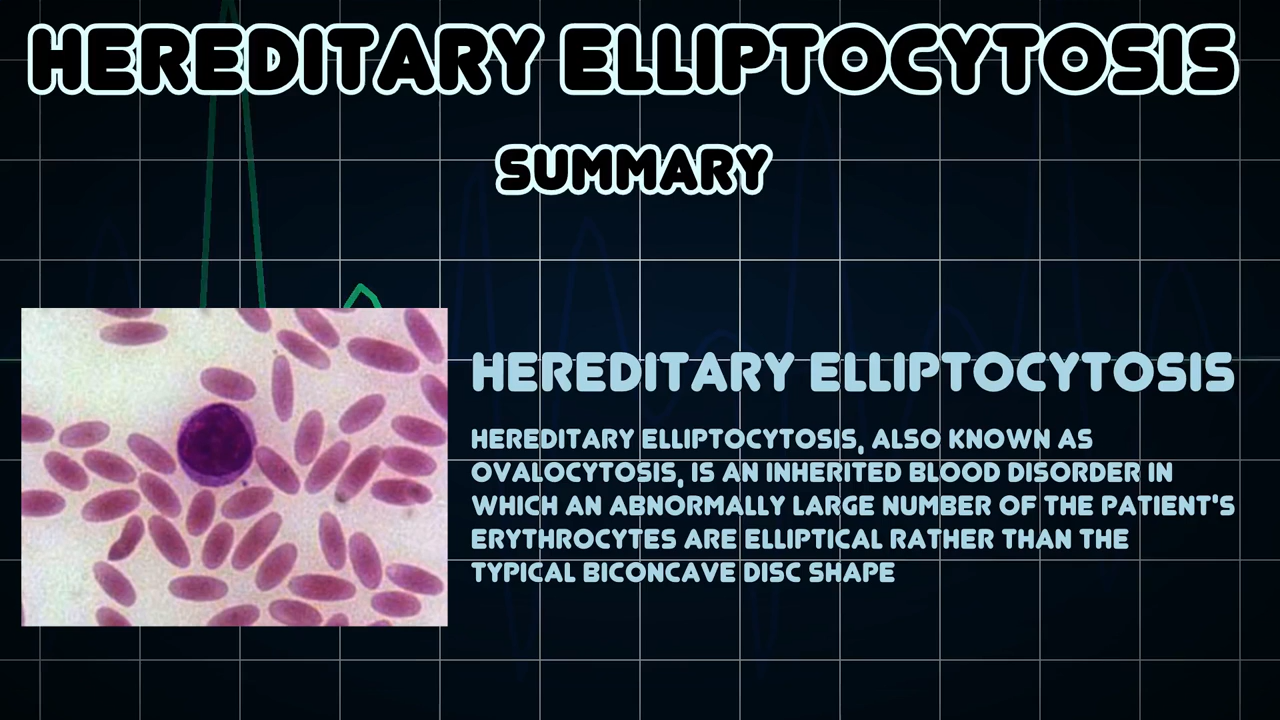 HEREDITARY ELLIPTOCYTOSIS
SUMMARY
HEREDITARY ELLIPTOCYTOSIS
HEREDITARY ELLIPTOCYTOSIS, ALSO KNOWN AS
OVALOCYTOSIS, IS AN INHERITED BLOOD DISORDER IN
WHICH AN ABNORMALLY LARGE NUMBER OF THE PATIENT'S
ERYTHROCYTES ARE ELLIPTICAL RATHER THAN THE
TYPICAL BICONCAVE DISC SHAPE